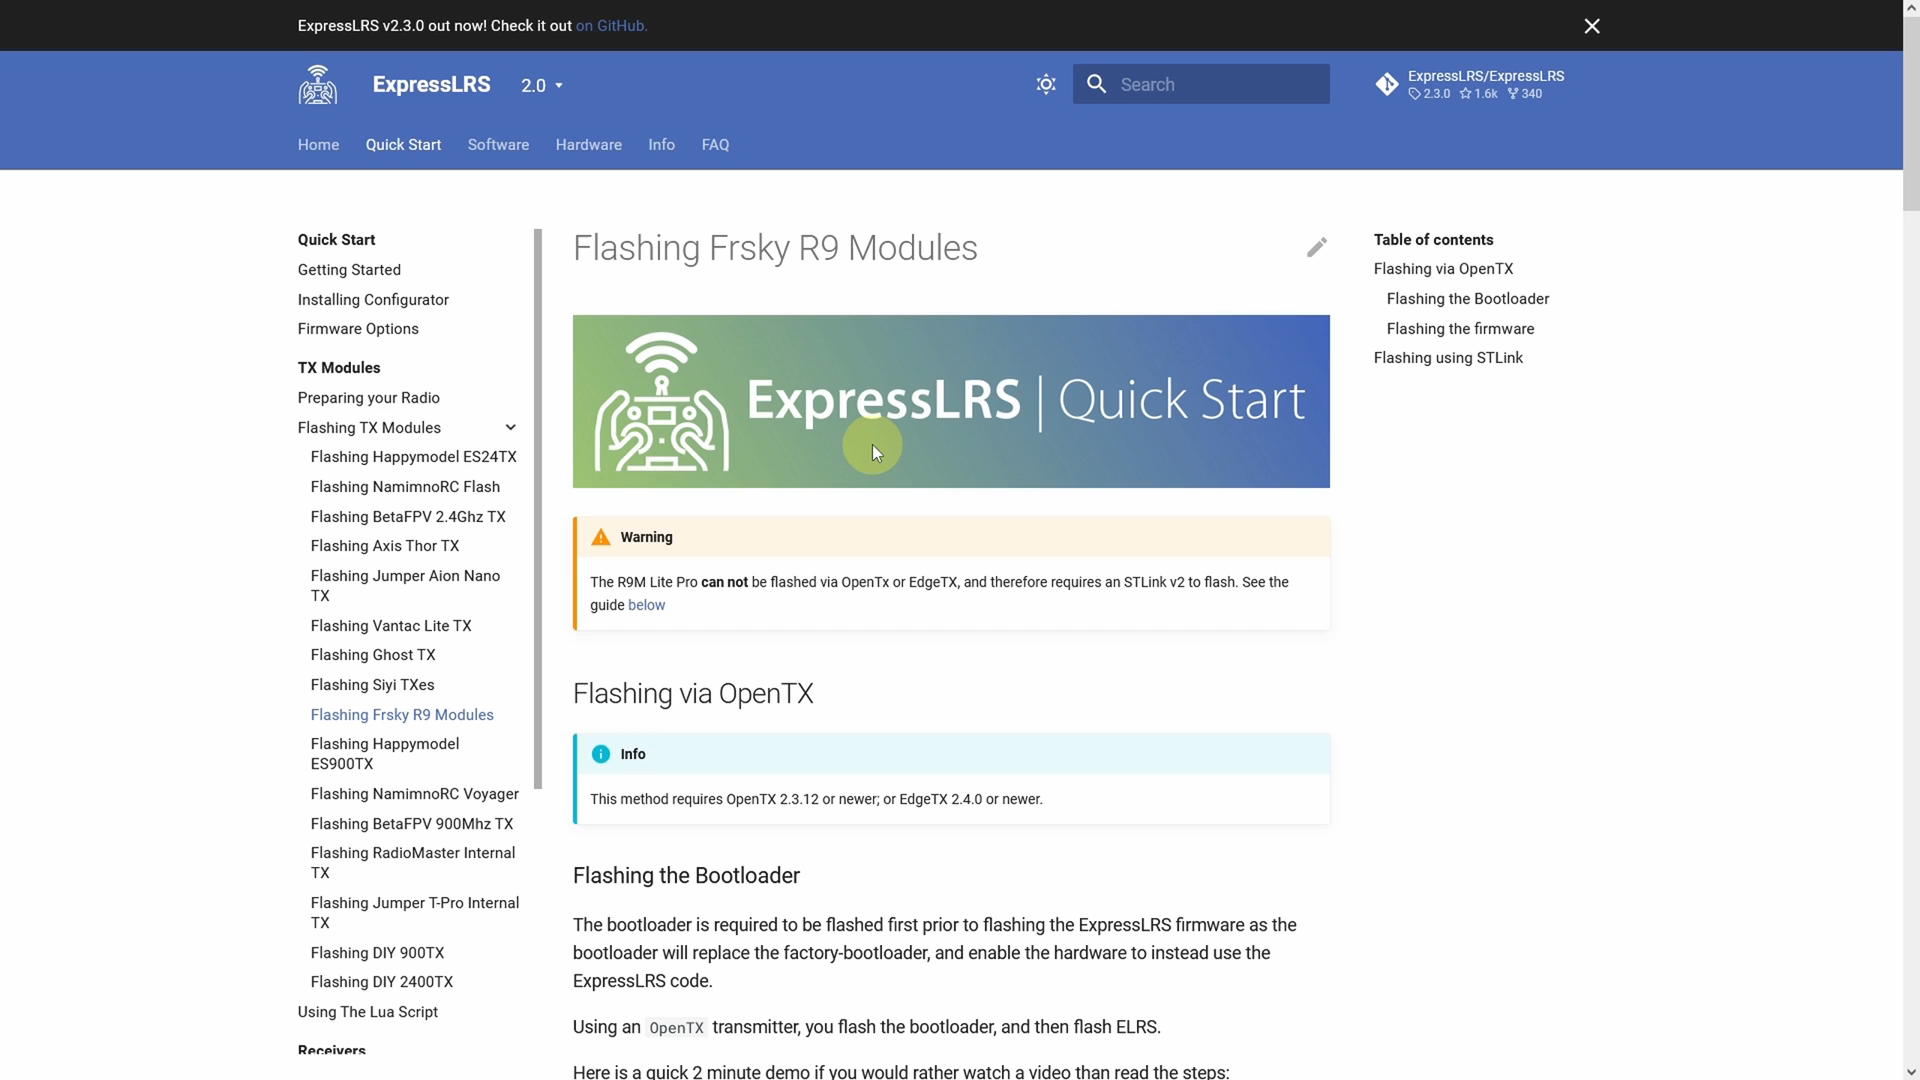 ExpressLRS v2.3.0 out now! Check it out on GitHub.
ExpressLRS 2.0
Search
ExpressLRS/ExpressLRS
2.3.0 1.6k 340
Home Quick Start Software Hardware Info FAQ
Quick Start
Getting Started
Installing Configurator
Firmware Options
TX Modules
Preparing your Radio
Flashing TX Modules
Flashing Happymodel ES24TX
Flashing NamimnoRC Flash
Flashing BetaFPV 2.4Ghz TX
Flashing Axis Thor TX
Flashing Jumper Aion Nano
TX
Flashing Vantac Lite TX
Flashing Ghost TX
Flashing Siyi TXes
Flashing Frsky R9 Modules
Flashing Happymodel
ES900TX
Flashing NamimnoRC Voyager
Flashing BetaFPV 900Mhz TX
Flashing RadioMaster Internal
TX
Flashing Jumper T-Pro Internal
TX
Flashing DIY 900TX
Flashing DIY 2400TX
Using The Lua Script
Receivers
Flashing Frsky R9 Modules
ExpressLRS | Quick Start
Warning
The R9M Lite Pro can not be flashed via OpenTx or EdgeTX, and therefore requires an STLink v2 to flash. See the
guide below
Flashing via OpenTX
Info
This method requires OpenTX 2.3.12 or newer; or EdgeTX 2.4.0 or newer.
Flashing the Bootloader
The bootloader is required to be flashed first prior to flashing the ExpressLRS firmware as the
bootloader will replace the factory-bootloader, and enable the hardware to instead use the
ExpressLRS code.
Using an OpenTX transmitter, you flash the bootloader, and then flash ELRS.
Here is a quick 2 minute demo if you would rather watch a video than read the steps:
Table of contents
Flashing via OpenTX
Flashing the Bootloader
Flashing the firmware
Flashing using STLink